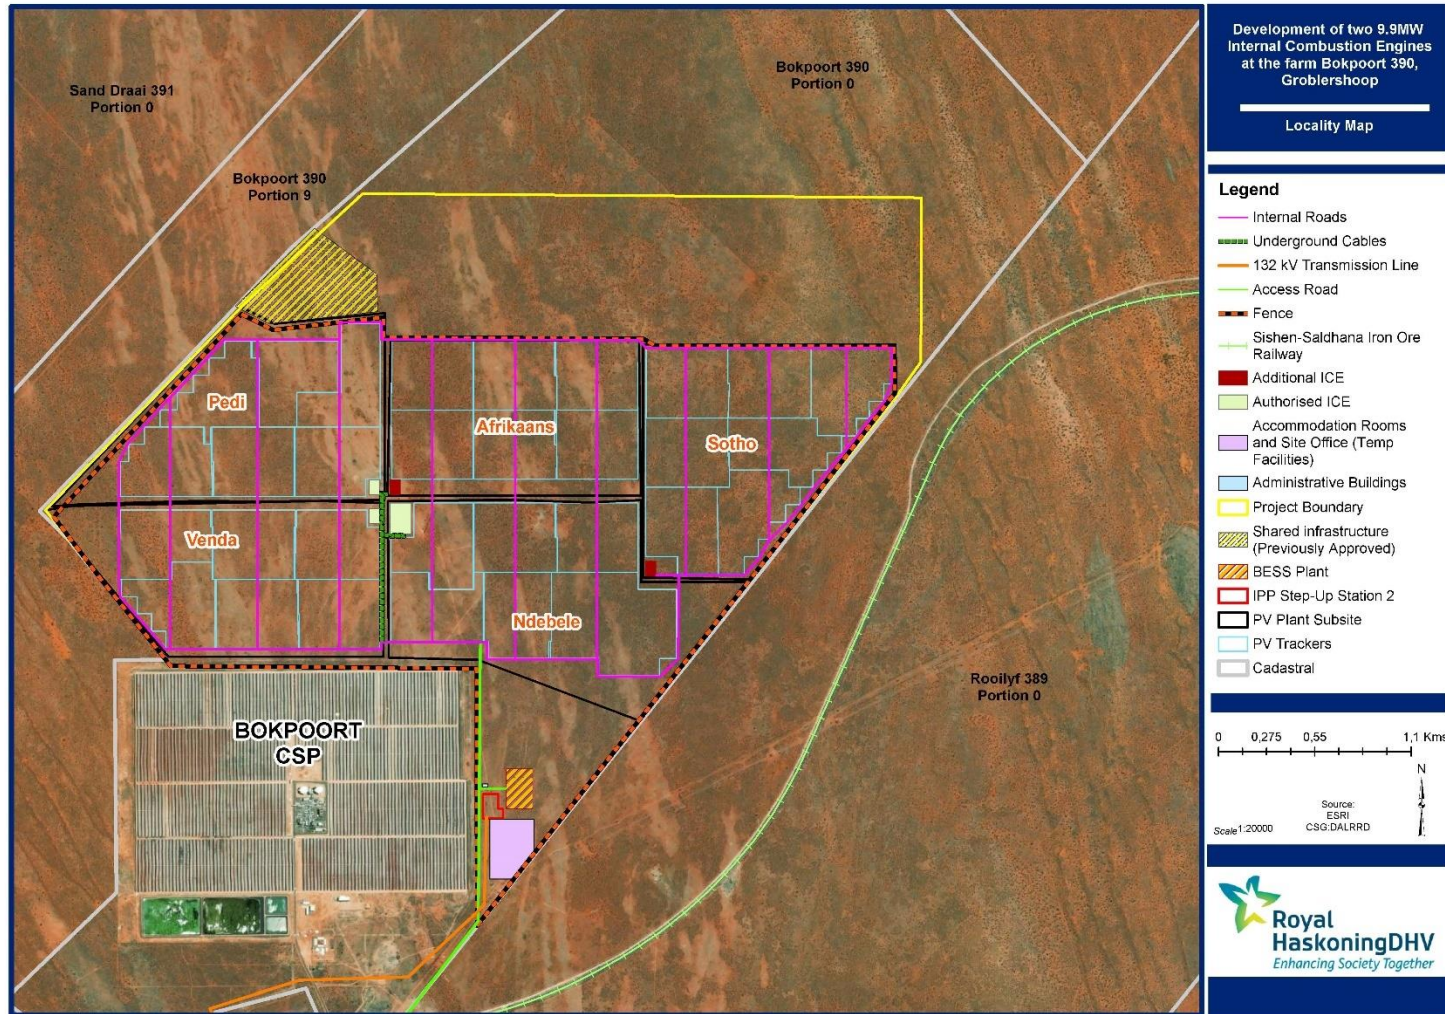 Development of two 9.9MW
Internal Combustion Engines
at the farm Bokpoort 390,
Groblershoop
Locality Map
Sand Draai 391
Portion 0
Bokpoort 390
Portion 0
Bokpoort 390
Portion 9
Pedi
Afrikaans
Sotho
Venda
Ndebele
Rooilyf 389
Portion 0
BOKPOORT
CSP
Legend
Internal Roads
Underground Cables
132 kV Transmission Line
Access Road
Fence
Sishen-Saldhana Iron Ore
Railway
Additional ICE
Authorised ICE
Accommodation Rooms
and Site Office (Temp
Facilities)
Administrative Buildings
Project Boundary
Shared infrastructure
(Previously Approved)
BESS Plant
IPP Step-Up Station 2
PV Plant Subsite
PV Trackers
Cadastral
0 0,275 0,55 1,1 Kms
N
Source:
ESRI
CSG:DALRRD
Scale 1:20000
Royal
HaskoningDHV
Enhancing Society Together